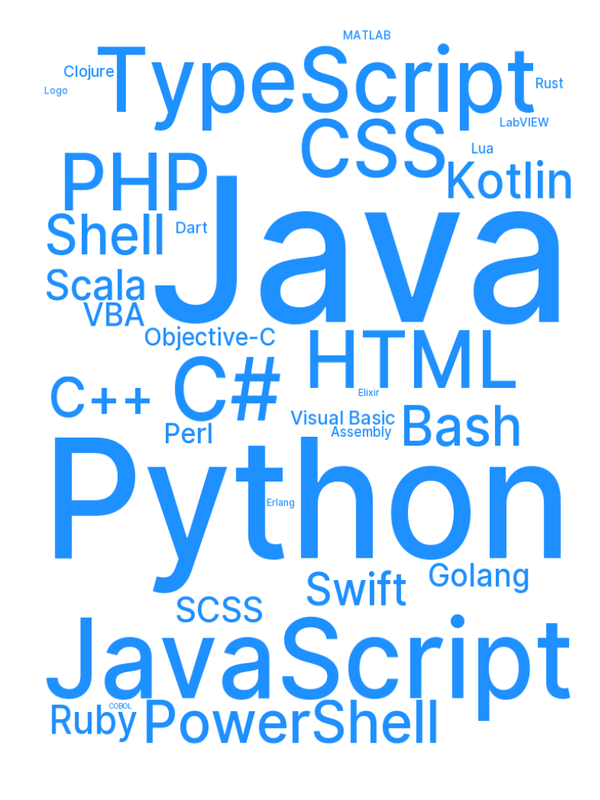 MATLAB
Clojure
TypeScript
Rust
Logo
LabVIEW
CSS
Lua
PHP
Kotlin
Java
Shell
Dart
Scala
VBA
Objective-C
HTML
C#
C++
Elixir
Visual Basic
Bash
Perl
Assembly
Python
Erlang
Swift
Golang
SCSS
JavaScript
COBOL
Ruby
PowerShell